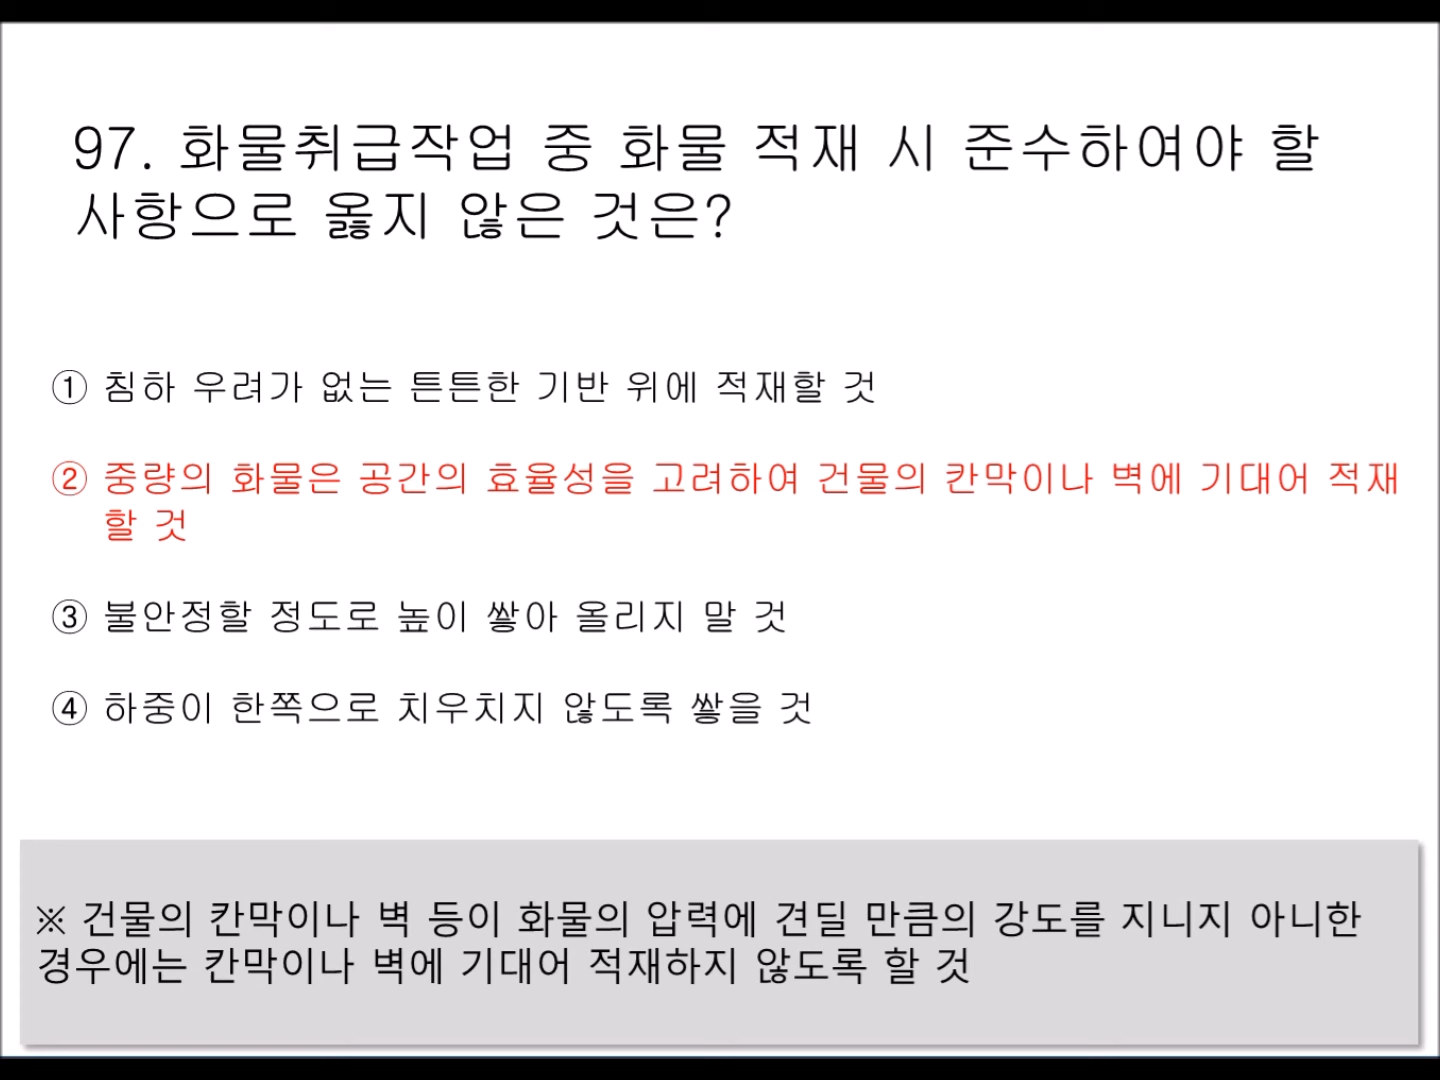 97. 화물취급작업 중 화물 적재 시 준수하여야 할
사항으로 옳지 않은 것은?
① 침하 우려가 없는 튼튼한 기반 위에 적재할 것
② 중량의 화물은 공간의 효율성을 고려하여 건물의 칸막이나 벽에 기대어 적재
할 것
③ 불안정할 정도로 높이 쌓아 올리지 말 것
④ 하중이 한쪽으로 치우치지 않도록 쌓을 것
※ 건물의 칸막이나 벽 등이 화물의 압력에 견딜 만큼의 강도를 지니지 아니한
경우에는 칸막이나 벽에 기대어 적재하지 않도록 할 것